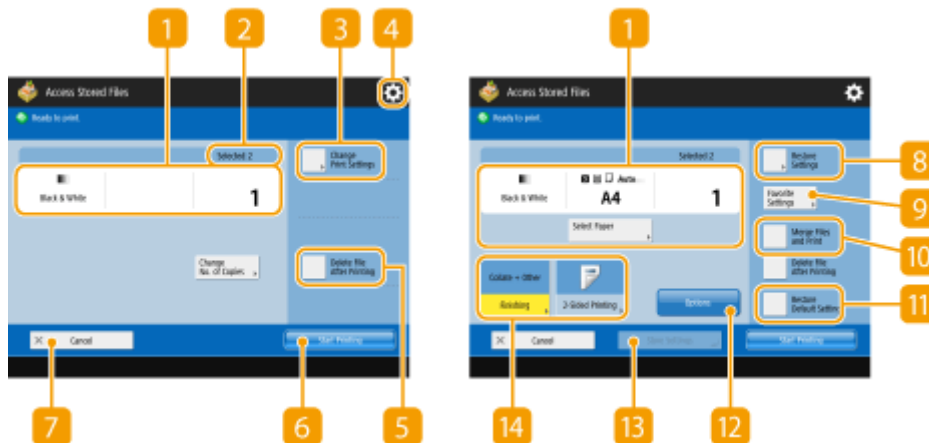 1
2
3
4
Access Stored Files
Ready to print.
Selected 2
Change
Print Settings
Black & White
1
Change
No. of Copies
Delete File
After Printing
Cancel
Start Printing
7
6
5
1
Access Stored Files
Ready to print.
Selected 2
Restore
Settings
8
Black & White
Auto...
A4
1
Favorite
Settings
9
Select Paper
Merge Files
and Print
10
Delete File
After Printing
Collate + Other
Finishing
2-Sided Printing
Options
Restore
Default Settin
11
Cancel
Start Printing
14
13
12